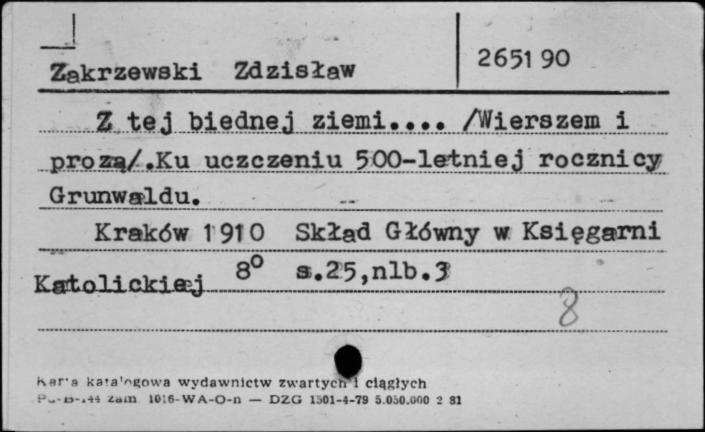 Zakrzewski Zdzisław 265190
Z tej biednej ziemi.... /Wierszem i
prozą/.Ku uczczeniu 500-letniej rocznicy
Grunwaldu.
Kraków 1910 Skład Główny w Księgarni
Katolickiej 8° s.25,nlb.3
8
Karta katalogowa wydawnictw zwartych i ciągłych
zam. 1016-WA-O-n — DZG 1501-4-79 5.050.000 2 81